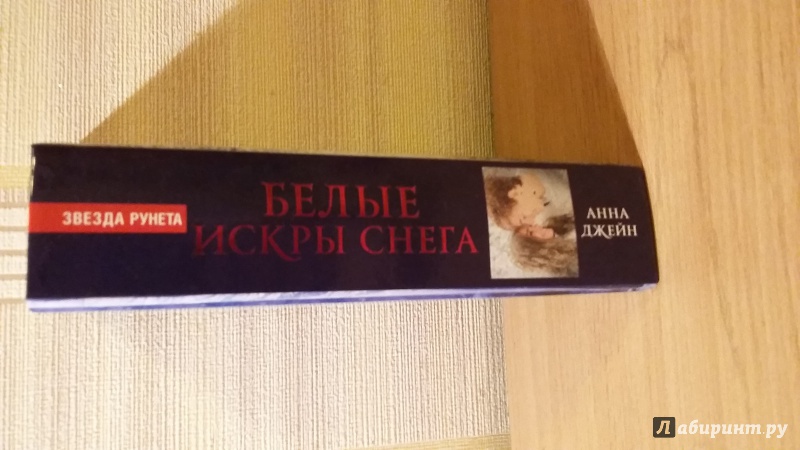 ЗВЕЗДА РУНЕТА
БЕЛЫЕ
ИСКРЫ СНЕГА
АННА
ДЖЕЙН
Лабиринт.ру